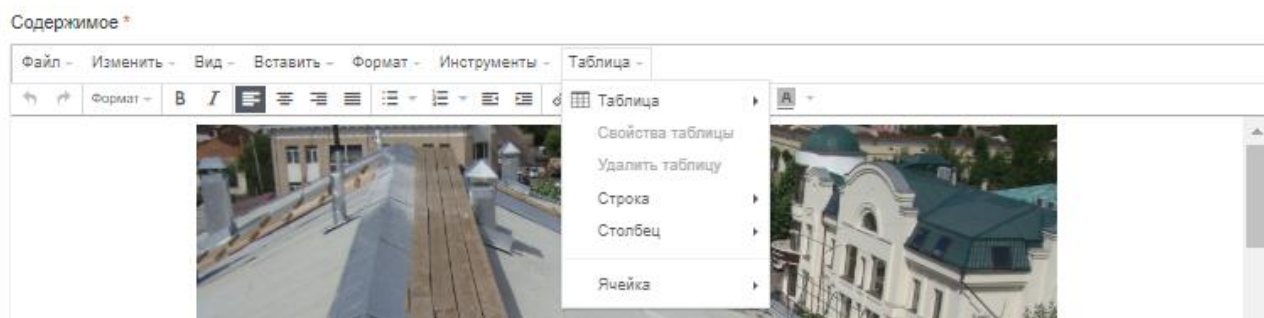 Содержимое *
Файл Изменить Вид Вставить Формат Инструменты Таблица
Формат B I A
Таблица
Свойства таблицы
Удалить таблицу
Строка
Столбец
Ячейка